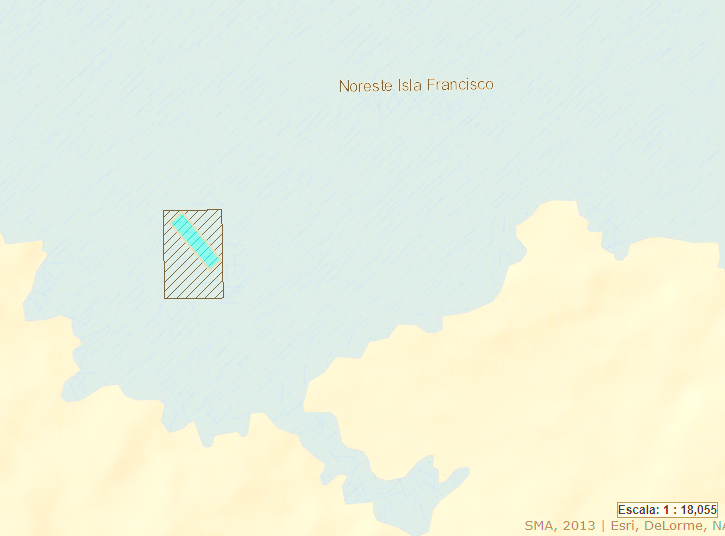 Noreste Isla Francisco
Escala: 1 : 18,055
SMA, 2013 | Esri, DeLorme, NA